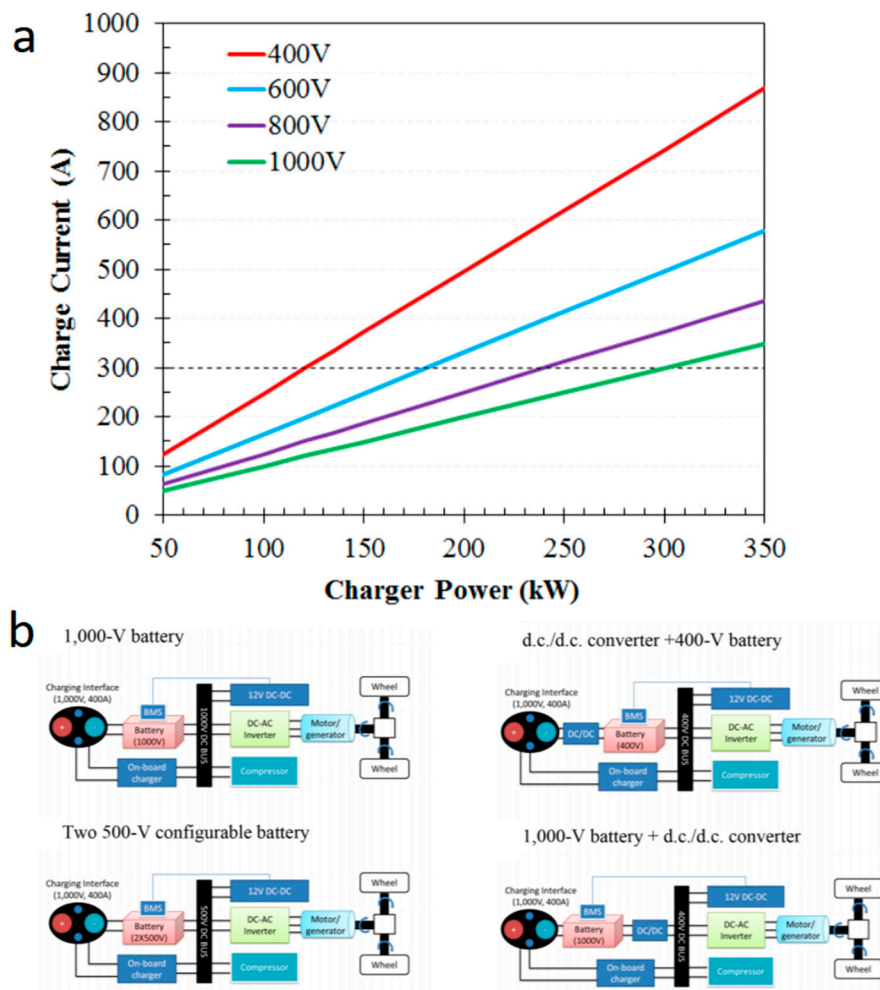 a
1000
900
800
700
600
500
400
300
200
100
0
Charge Current (A)
400V
600V
800V
1000V
50
100
150
200
250
300
350
Charger Power (kW)
b
1,000-V battery
Charging Interface
(1,000V, 400A)
+
-
BMS
Battery
(1000V)
On-board
charger
1000V DC BUS
12V DC-DC
DC-AC
Inverter
Compressor
Motor/
generator
Wheel
Wheel
d.c./d.c. converter +400-V battery
Charging Interface
(1,000V, 400A)
+
-
DC/DC
BMS
Battery
(400V)
On-board
charger
400V DC BUS
12V DC-DC
DC-AC
Inverter
Compressor
Motor/
generator
Wheel
Wheel
Two 500-V configurable battery
Charging Interface
(1,000V, 400A)
+
-
BMS
Battery
(2X500V)
On-board
charger
500V DC BUS
12V DC-DC
DC-AC
Inverter
Compressor
Motor/
generator
Wheel
Wheel
1,000-V battery + d.c./d.c. converter
Charging Interface
(1,000V, 400A)
+
-
BMS
Battery
(1000V)
DC/DC
On-board
charger
400V DC BUS
12V DC-DC
DC-AC
Inverter
Compressor
Motor/
generator
Wheel
Wheel